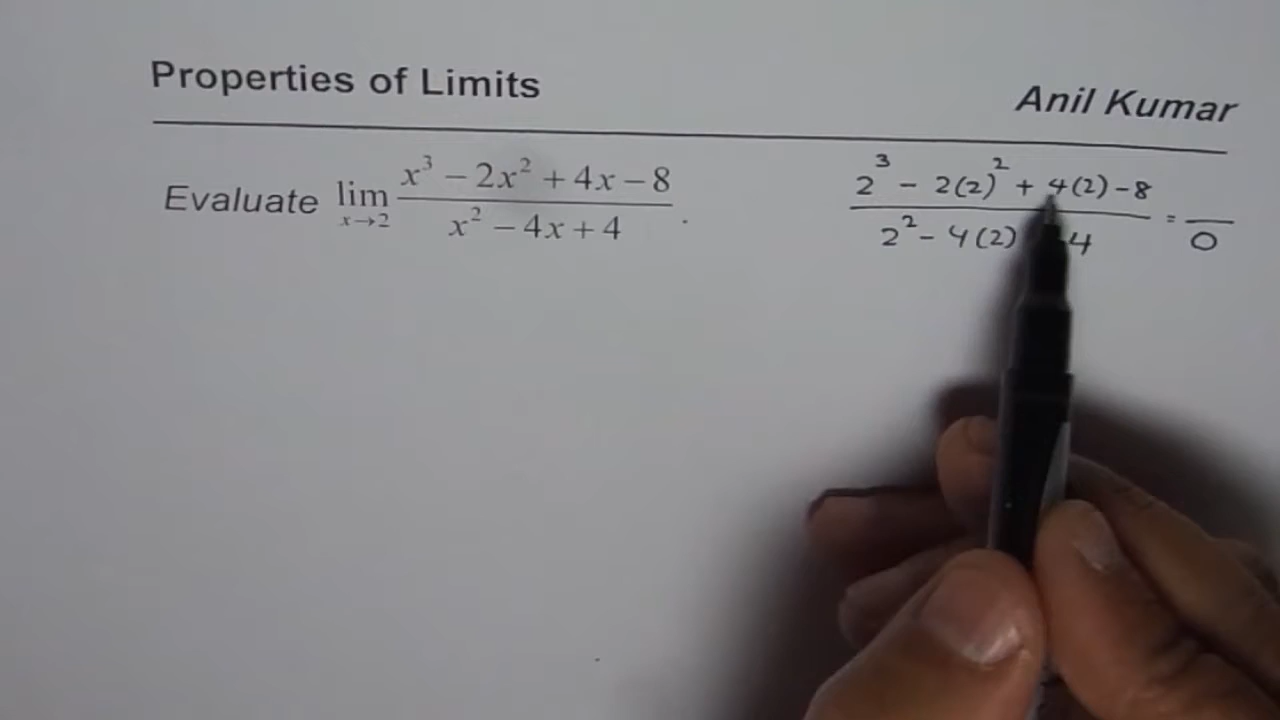 Properties of Limits
Anil Kumar
Evaluate lim x→2 (x³ − 2x² + 4x − 8) / (x² − 4x + 4) .
(2³ − 2(2)² + 4(2) − 8) / (2² − 4(2) 4) = / 0